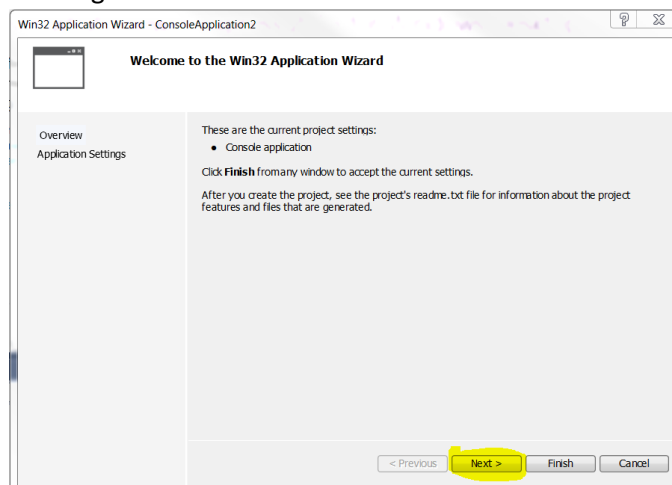 Win32 Application Wizard - ConsoleApplication2
Welcome to the Win32 Application Wizard
Overview
Application Settings
These are the current project settings:
• Console application
Click Finish from any window to accept the current settings.
After you create the project, see the project's readme.txt file for information about the project
features and files that are generated.
< Previous
Next >
Finish
Cancel